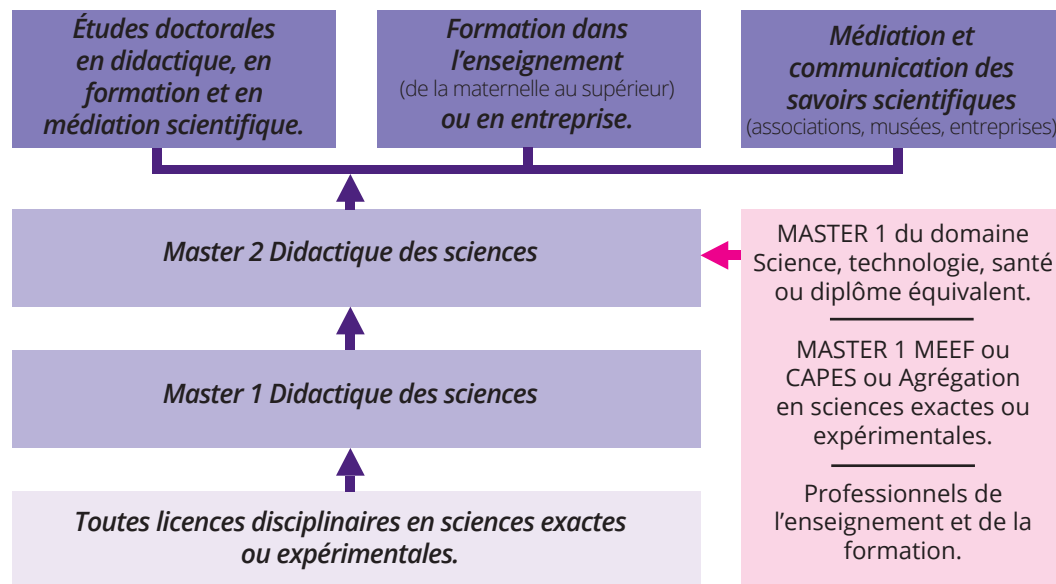 Études doctorales
en didactique, en
formation et en
médiation scientifique.
Formation dans
l’enseignement
(de la maternelle au supérieur)
ou en entreprise.
Médiation et
communication des
savoirs scientifiques
(associations, musées, entreprises)
Master 2 Didactique des sciences
Master 1 Didactique des sciences
Toutes licences disciplinaires en sciences exactes
ou expérimentales.
MASTER 1 du domaine
Science, technologie, santé
ou diplôme équivalent.
MASTER 1 MEEF ou
CAPES ou Agrégation
en sciences exactes ou
expérimentales.
Professionnels de
l’enseignement et de la
formation.